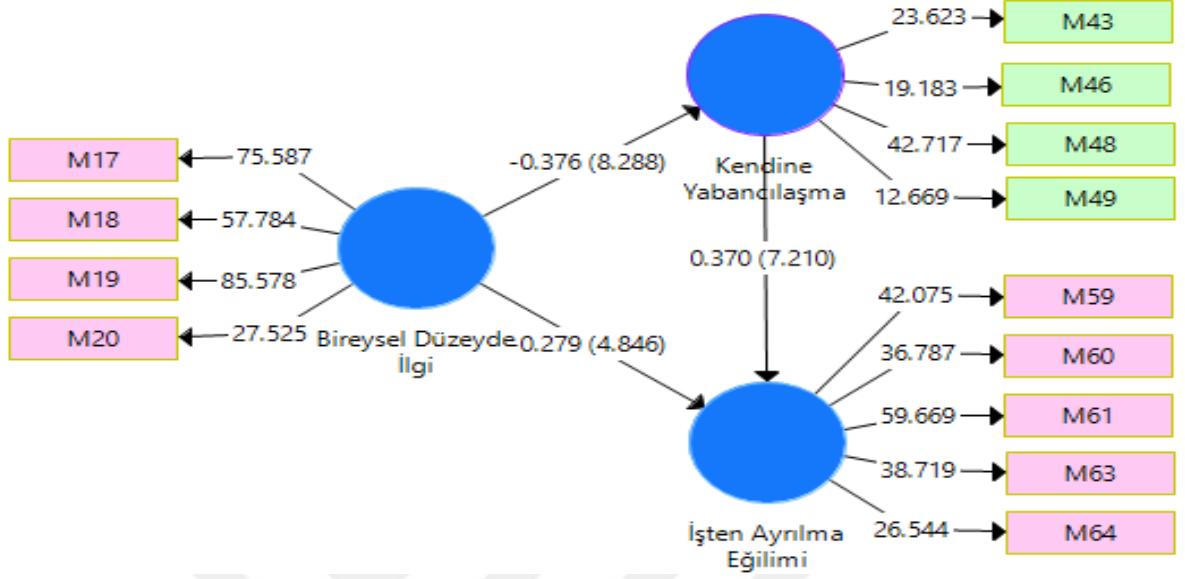 M17
M18
M19
M20
75.587
57.784
85.578
27.525
Bireysel Düzeyde
İlgi
-0.376 (8.288)
0.279 (4.846)
Kendine
Yabancılaşma
0.370 (7.210)
23.623
19.183
42.717
12.669
M43
M46
M48
M49
42.075
36.787
59.669
38.719
26.544
M59
M60
M61
M63
M64
İşten Ayrılma
Eğilimi